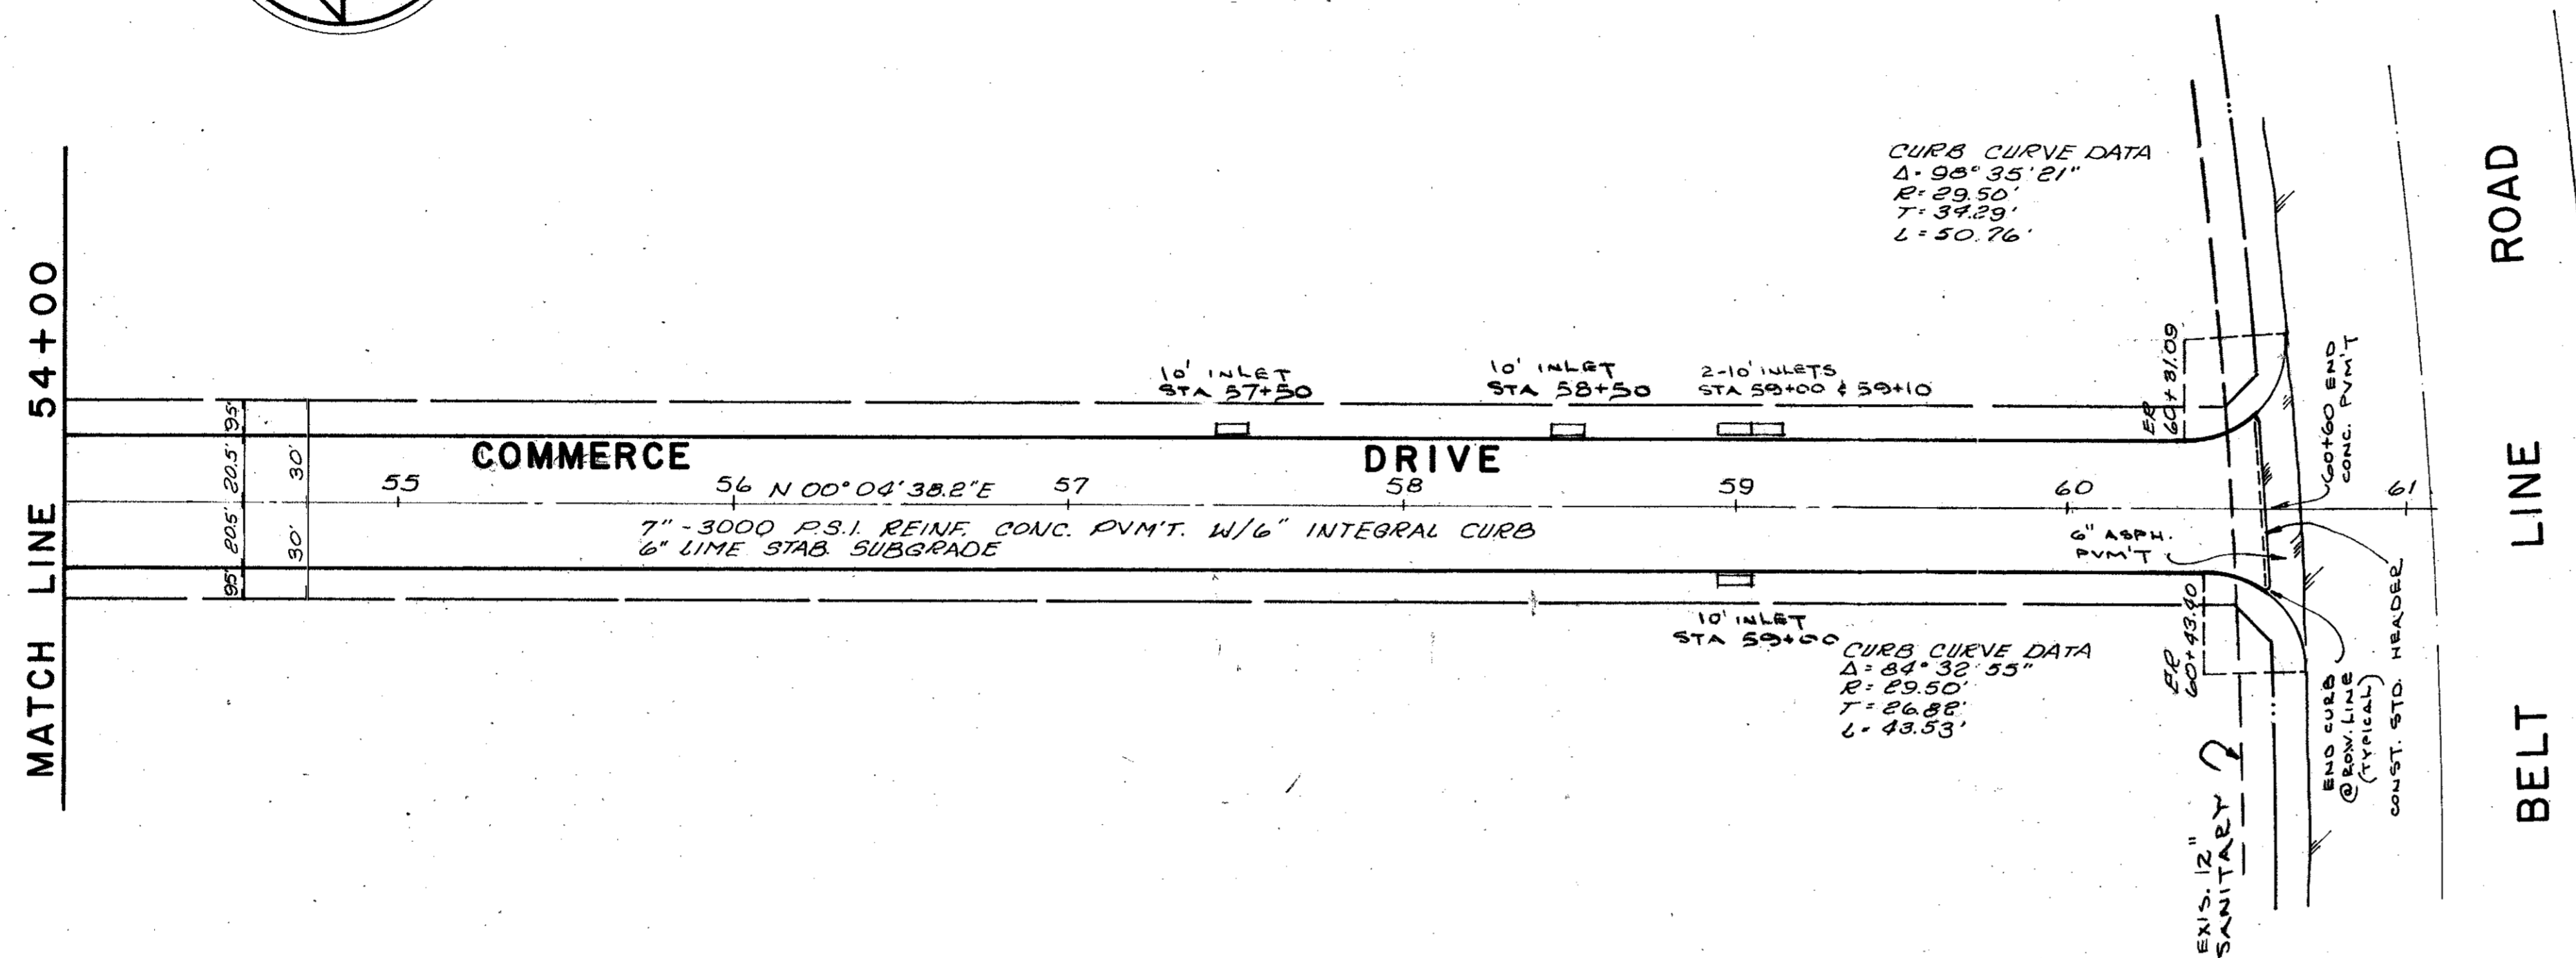 MATCH LINE 54+00
9.5'
20.5'
20.5'
9.5'
30'
30'
COMMERCE DRIVE
55
56
N 00° 04' 38.2" E
57
58
59
60
61
7" - 3000 P.S.I. REINF. CONC. PVM'T. W/6" INTEGRAL CURB
6" LIME STAB. SUBGRADE
10' INLET
STA 57+50
10' INLET
STA 58+50
2-10' INLETS
STA 59+00 & 59+10
10' INLET
STA 59+00
CURB CURVE DATA
Δ = 98° 35' 21"
R = 29.50'
T = 34.29'
L = 50.76'
CURB CURVE DATA
Δ = 84° 32' 55"
R = 29.50'
T = 26.82'
L = 43.53'
ER
60+31.09
ER
60+43.40
60+60 END
CONC. PVM'T
6" ASPH.
PVM'T
END CURB
@ R.O.W. LINE
(TYPICAL)
CONST. STD. HEADER
EXIS. 12"
SANITARY
BELT LINE ROAD